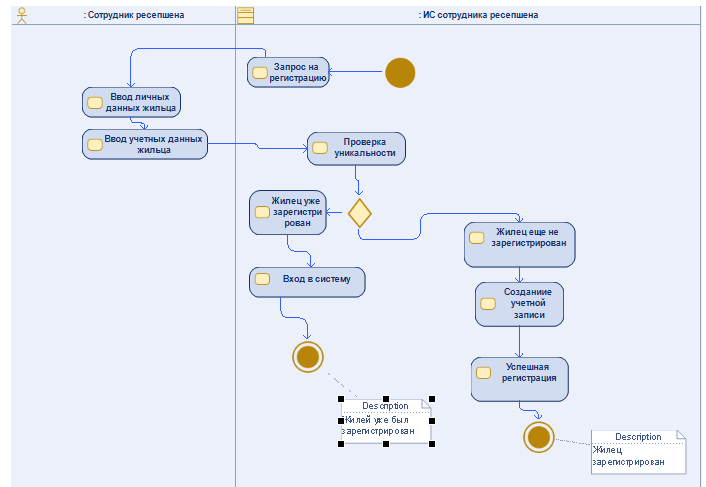 : Сотрудник ресепшена
: ИС сотрудника ресепшена
Запрос на
регистрацию
Ввод личных
данных жильца
Ввод учетных данных
жильца
Проверка
уникальности
Жилец уже
зарегистри
рован
Жилец еще не
зарегистрирован
Вход в систему
Созданиие
учетной
записи
Успешная
регистрация
Description
Жилей уже был
зарегистрирован
Description
Жилец
зарегистрирован